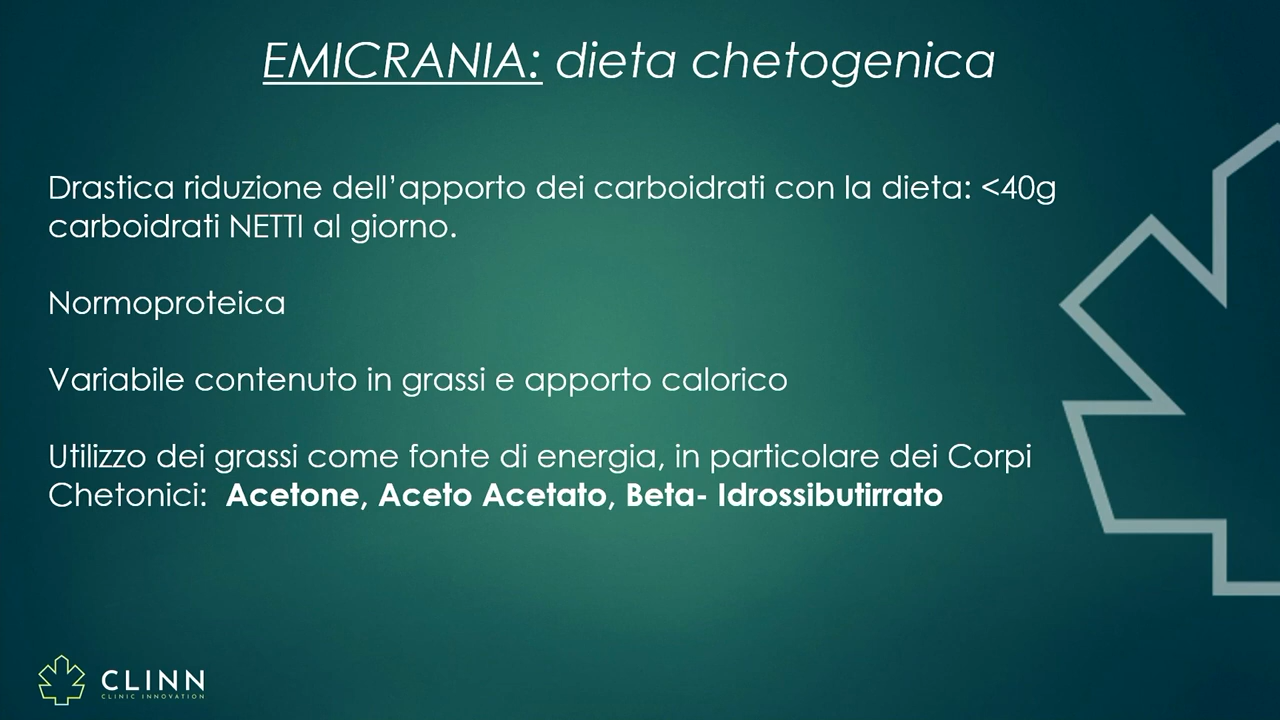 EMICRANIA: dieta chetogenica
Drastica riduzione dell’apporto dei carboidrati con la dieta: <40g
carboidrati NETTI al giorno.
Normoproteica
Variabile contenuto in grassi e apporto calorico
Utilizzo dei grassi come fonte di energia, in particolare dei Corpi
Chetonici: Acetone, Aceto Acetato, Beta- Idrossibutirrato
CLINN
CLINIC INNOVATION